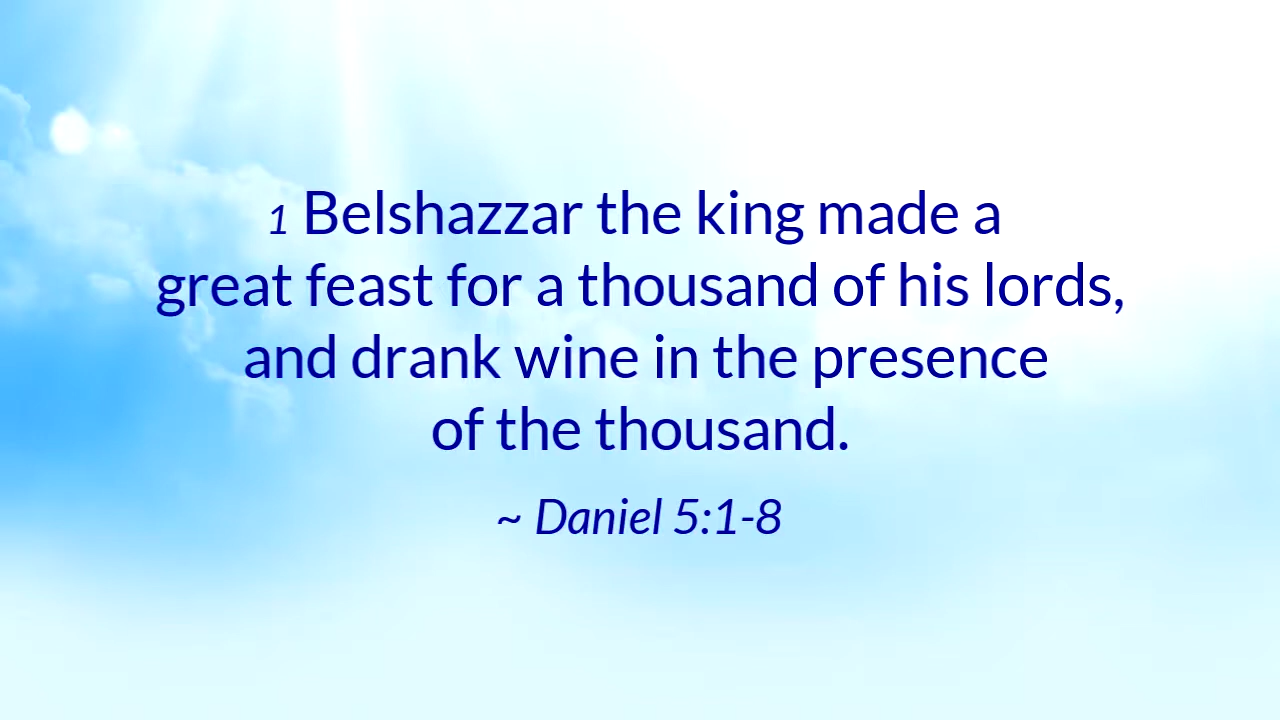 1 Belshazzar the king made a
great feast for a thousand of his lords,
and drank wine in the presence
of the thousand.
~ Daniel 5:1-8